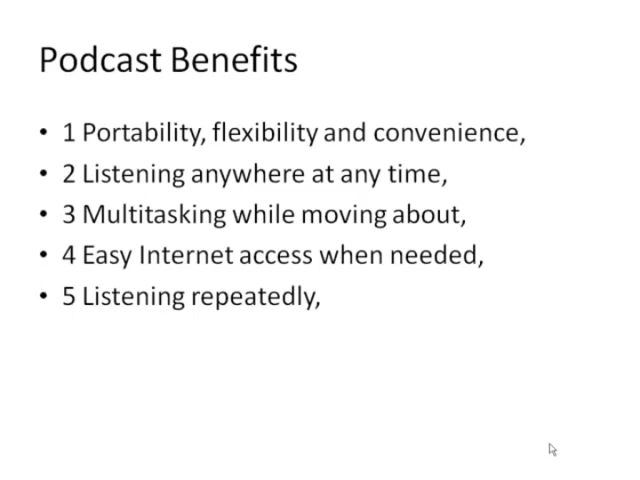 Podcast Benefits
• 1 Portability, flexibility and convenience,
• 2 Listening anywhere at any time,
• 3 Multitasking while moving about,
• 4 Easy Internet access when needed,
• 5 Listening repeatedly,